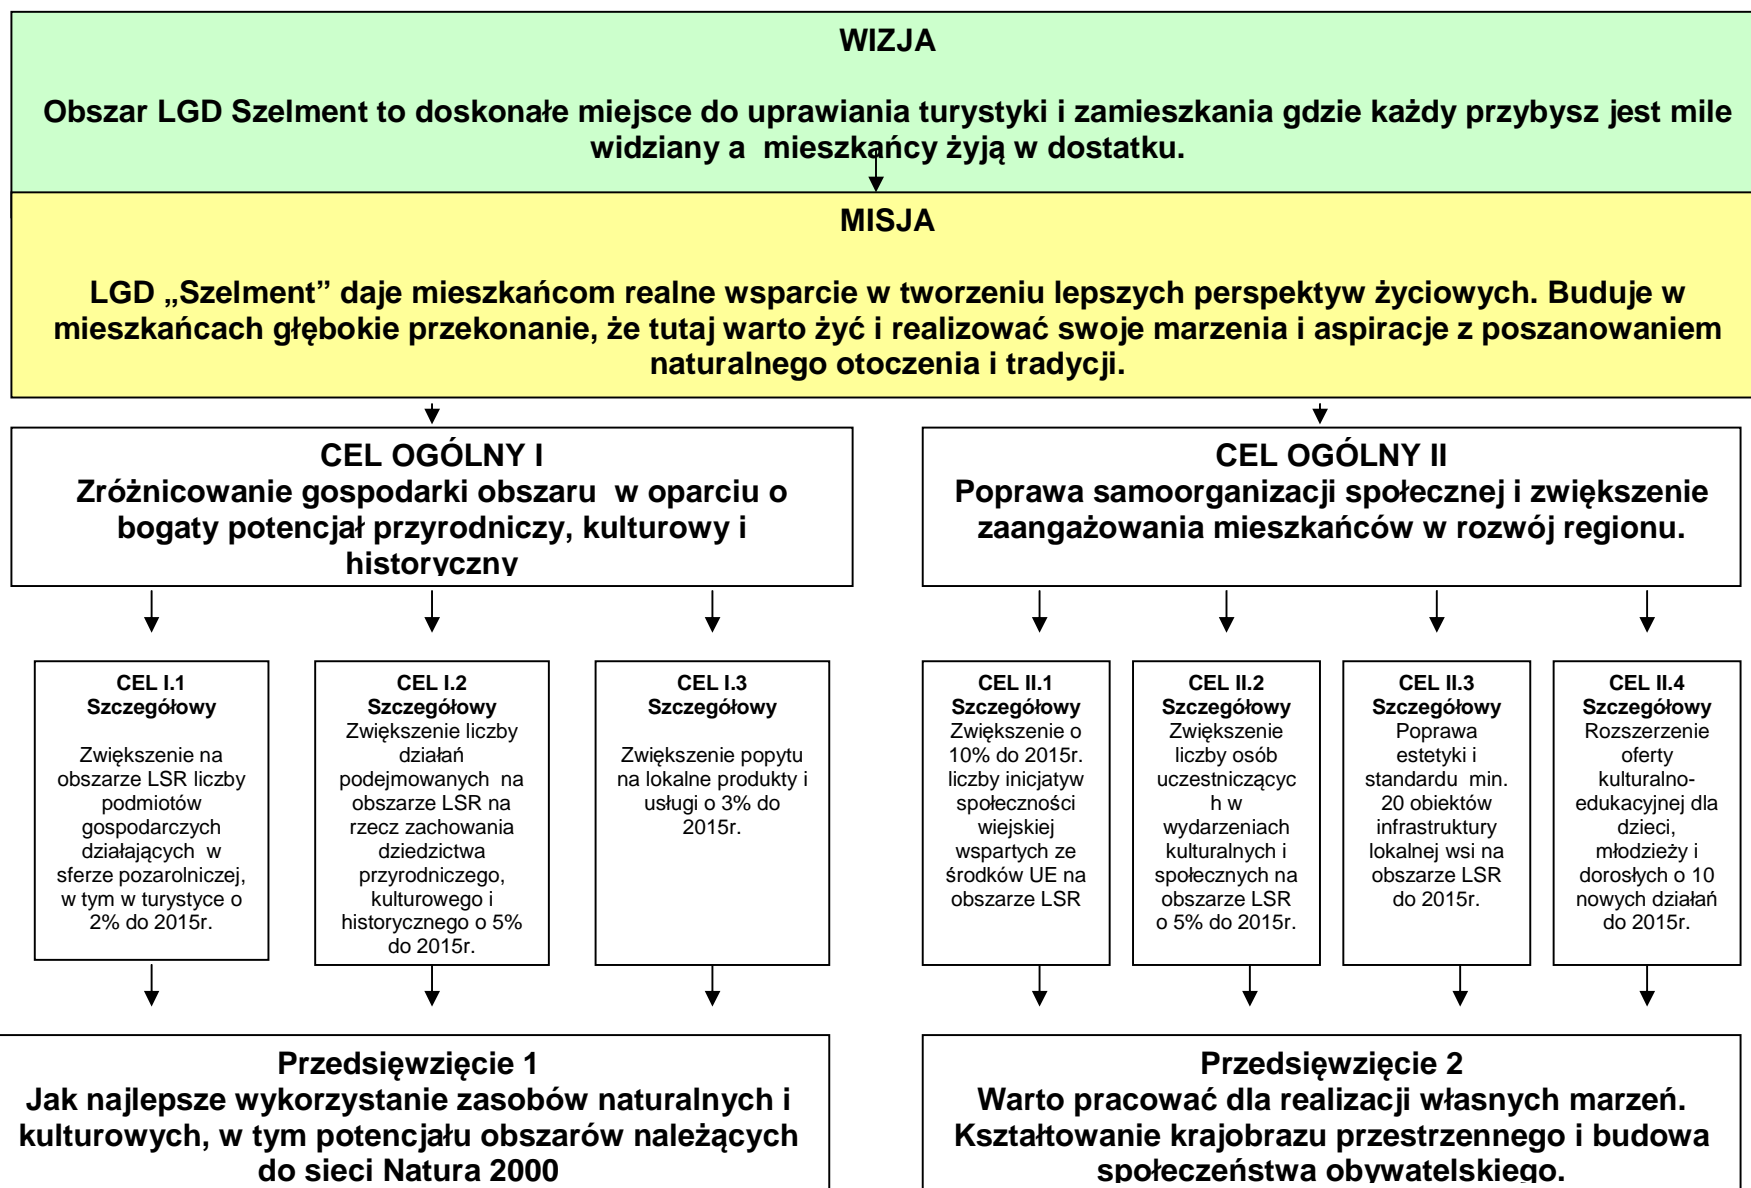 WIZJA
Obszar LGD Szelment to doskonałe miejsce do uprawiania turystyki i zamieszkania gdzie każdy przybysz jest mile
widziany a  mieszkańcy żyją w dostatku.
MISJA
LGD „Szelment” daje mieszkańcom realne wsparcie w tworzeniu lepszych perspektyw życiowych. Buduje w
mieszkańcach głębokie przekonanie, że tutaj warto żyć i realizować swoje marzenia i aspiracje z poszanowaniem
naturalnego otoczenia i tradycji.
CEL OGÓLNY I
Zróżnicowanie gospodarki obszaru  w oparciu o
bogaty potencjał przyrodniczy, kulturowy i
historyczny
CEL OGÓLNY II
Poprawa samoorganizacji społecznej i zwiększenie
zaangażowania mieszkańców w rozwój regionu.
CEL I.1
Szczegółowy
Zwiększenie na
obszarze LSR liczby
podmiotów
gospodarczych
działających  w
sferze pozarolniczej,
w tym w turystyce o
2% do 2015r.
CEL I.2
Szczegółowy
Zwiększenie liczby
działań
podejmowanych  na
obszarze LSR na
rzecz zachowania
dziedzictwa
przyrodniczego,
kulturowego i
historycznego o 5%
do 2015r.
CEL I.3
Szczegółowy
Zwiększenie popytu
na lokalne produkty i
usługi o 3% do
2015r.
CEL II.1
Szczegółowy
Zwiększenie o
10% do 2015r.
liczby inicjatyw
społeczności
wiejskiej
wspartych ze
środków UE na
obszarze LSR
CEL II.2
Szczegółowy
Zwiększenie
liczby osób
uczestniczącyc
h w
wydarzeniach
kulturalnych i
społecznych na
obszarze LSR
o 5% do 2015r.
CEL II.3
Szczegółowy
Poprawa
estetyki i
standardu  min.
20 obiektów
infrastruktury
lokalnej wsi na
obszarze LSR
do 2015r.
CEL II.4
Szczegółowy
Rozszerzenie
oferty
kulturalno-
edukacyjnej dla
dzieci,
młodzieży i
dorosłych o 10
nowych działań
do 2015r.
Przedsięwzięcie 1
Jak najlepsze wykorzystanie zasobów naturalnych i
kulturowych, w tym potencjału obszarów należących
do sieci Natura 2000
Przedsięwzięcie 2
Warto pracować dla realizacji własnych marzeń.
Kształtowanie krajobrazu przestrzennego i budowa
społeczeństwa obywatelskiego.